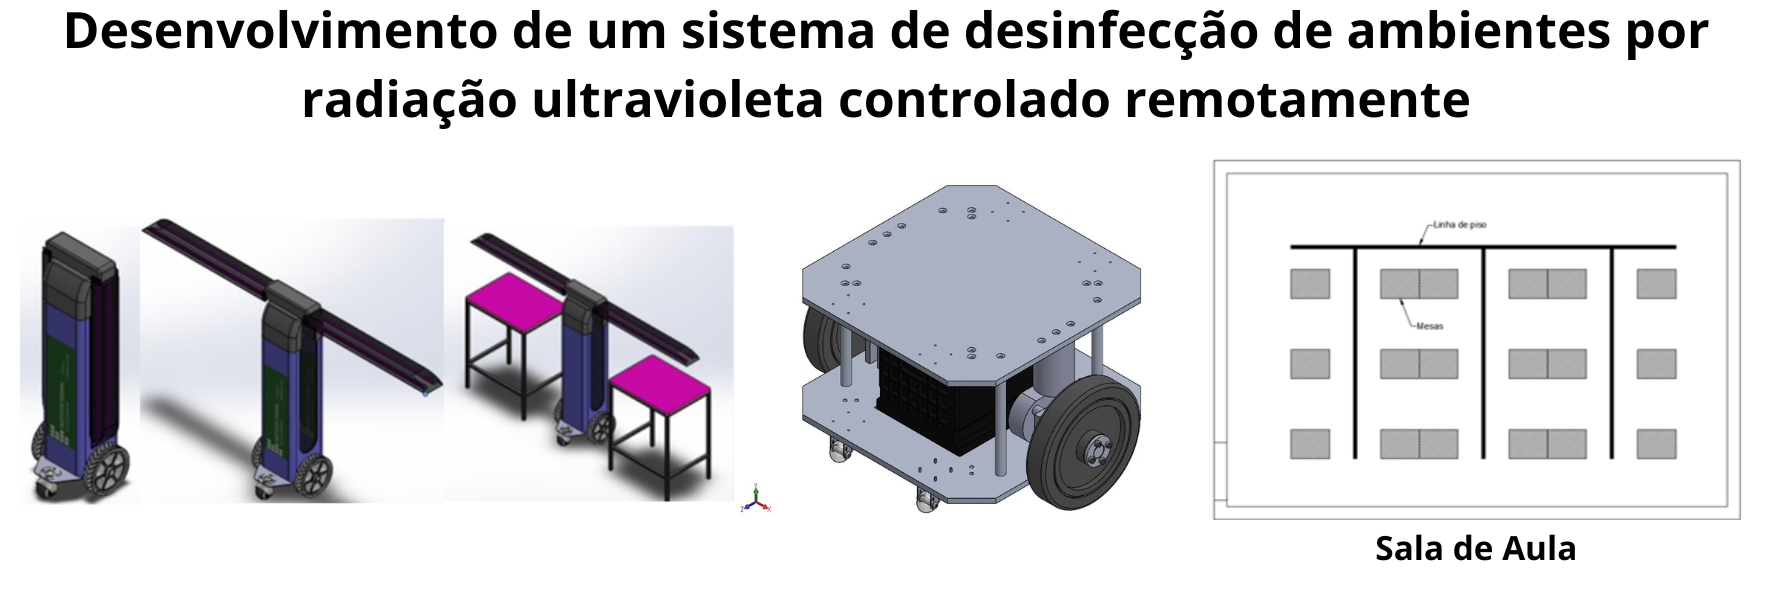 Desenvolvimento de um sistema de desinfecção de ambientes por
radiação ultravioleta controlado remotamente
Linha de piso
Mesas
Sala de Aula